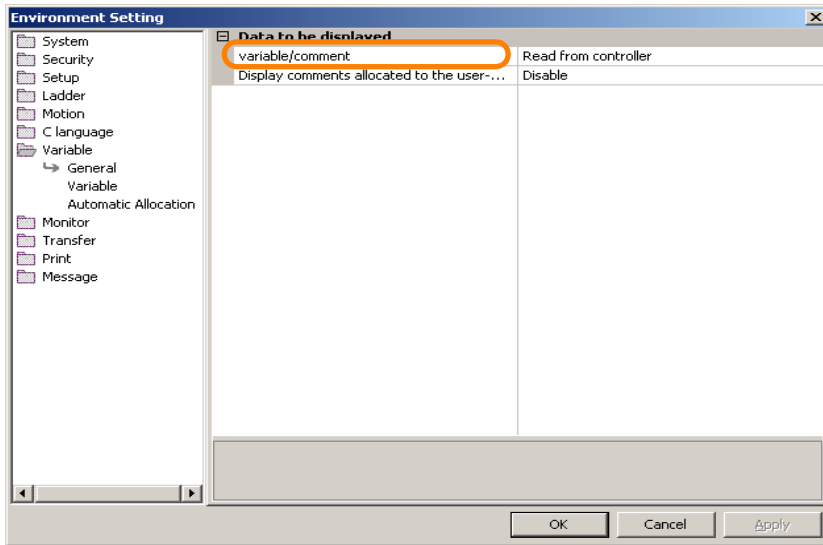 Environment Setting
System
Security
Setup
Ladder
Motion
C language
Variable
General
Variable
Automatic Allocation
Monitor
Transfer
Print
Message
Data to be displayed
variable/comment Read from controller
Display comments allocated to the user-... Disable
OK Cancel Apply